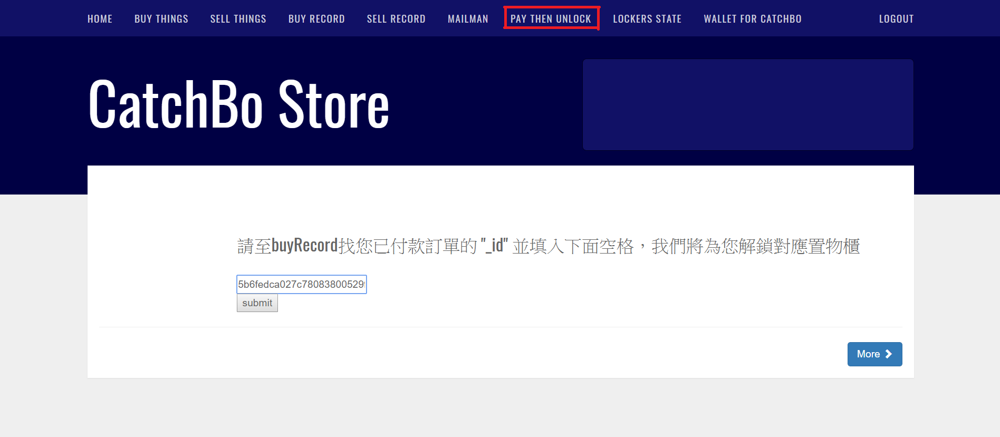 HOME BUY THINGS SELL THINGS BUY RECORD SELL RECORD MAILMAN PAY THEN UNLOCK LOCKERS STATE WALLET FOR CATCHBO LOGOUT
CatchBo Store
請至buyRecord找您已付款訂單的 "_id" 並填入下面空格，我們將為您解鎖對應置物櫃
5b6fedca027c78083800529
submit
More